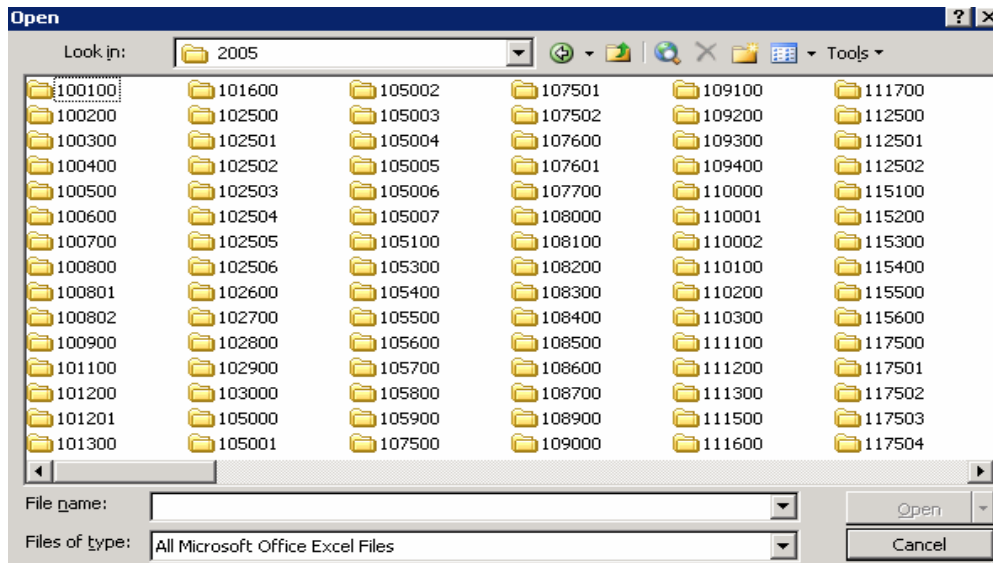 Open
Look in: 2005 Tools
100100 101600 105002 107501 109100 111700
100200 102500 105003 107502 109200 112500
100300 102501 105004 107600 109300 112501
100400 102502 105005 107601 109400 112502
100500 102503 105006 107700 110000 115100
100600 102504 105007 108000 110001 115200
100700 102505 105100 108100 110002 115300
100800 102506 105300 108200 110100 115400
100801 102600 105400 108300 110200 115500
100802 102700 105500 108400 110300 115600
100900 102800 105600 108500 111100 117500
101100 102900 105700 108600 111200 117501
101200 103000 105800 108700 111300 117502
101201 105000 105900 108900 111500 117503
101300 105001 107500 109000 111600 117504
File name: Open
Files of type: All Microsoft Office Excel Files Cancel